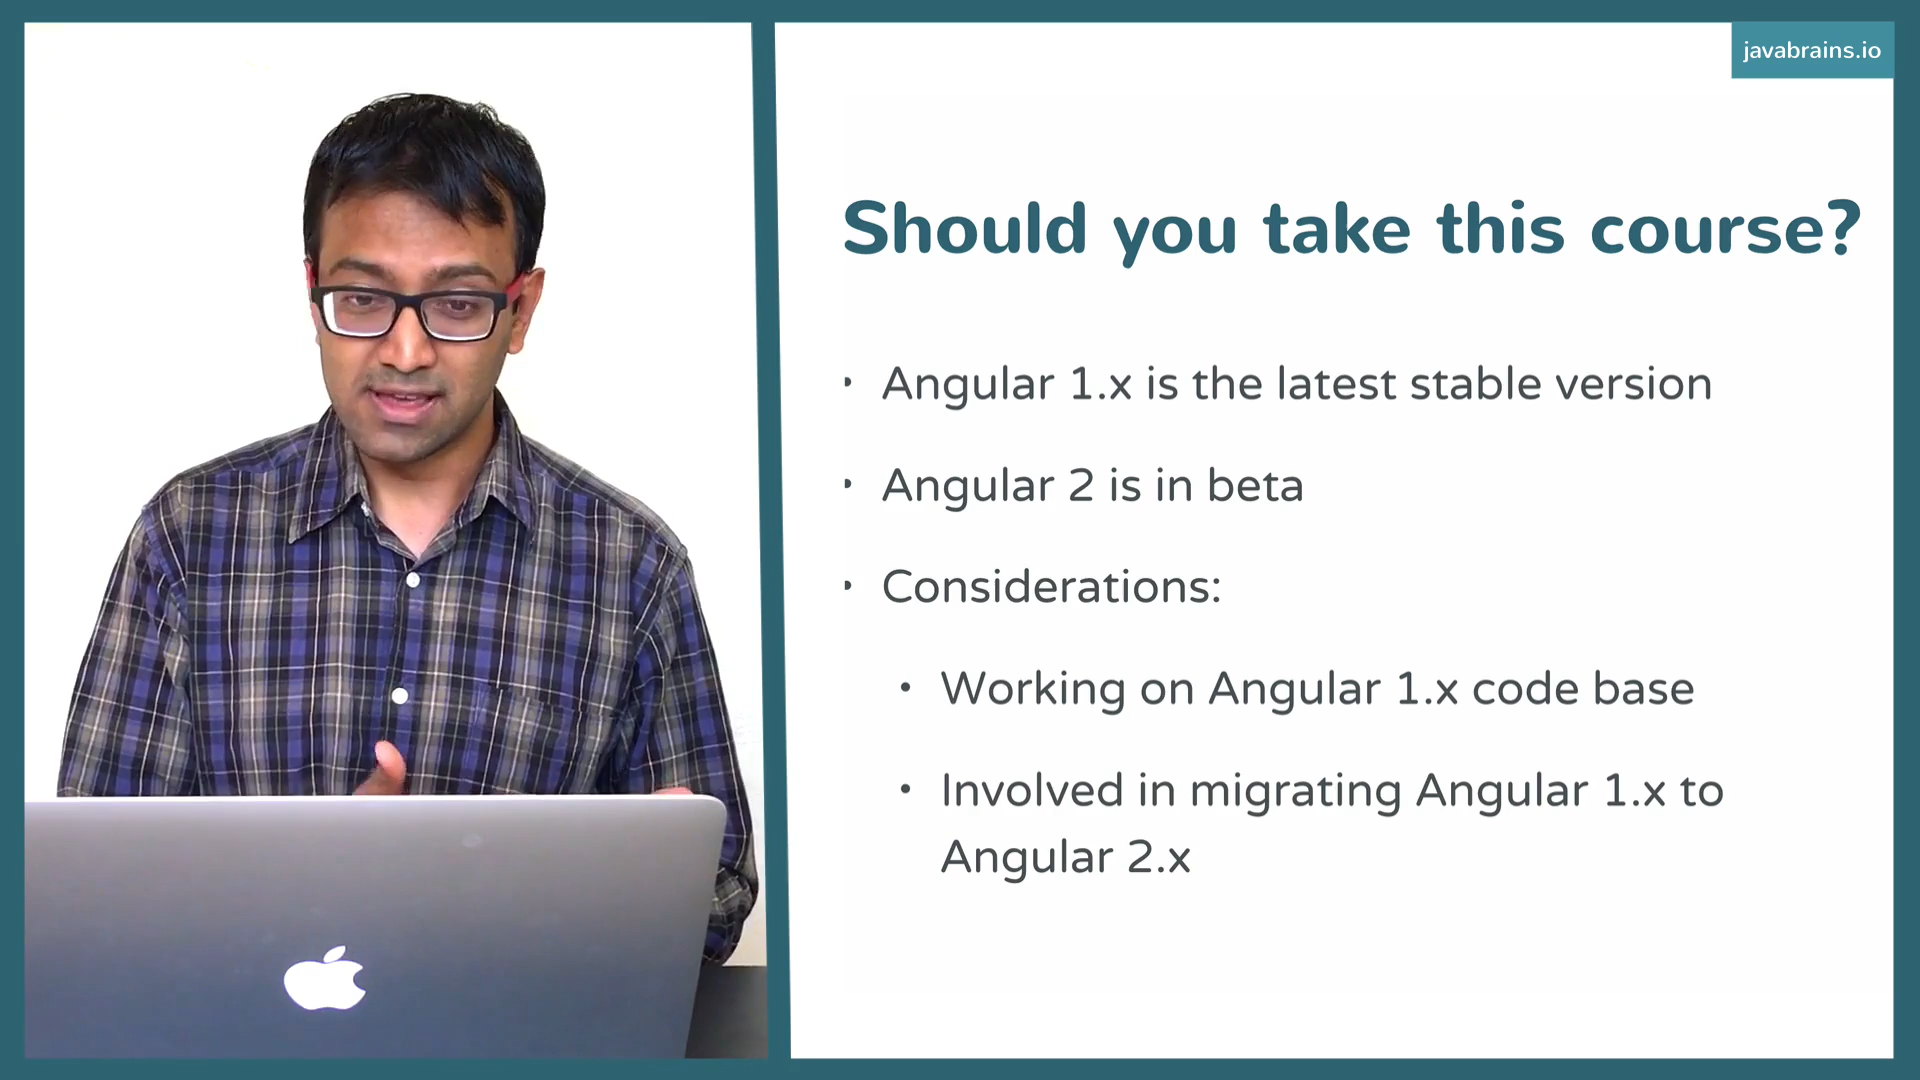 javabrains.io
Should you take this course?
• Angular 1.x is the latest stable version
• Angular 2 is in beta
• Considerations:
• Working on Angular 1.x code base
• Involved in migrating Angular 1.x to
Angular 2.x